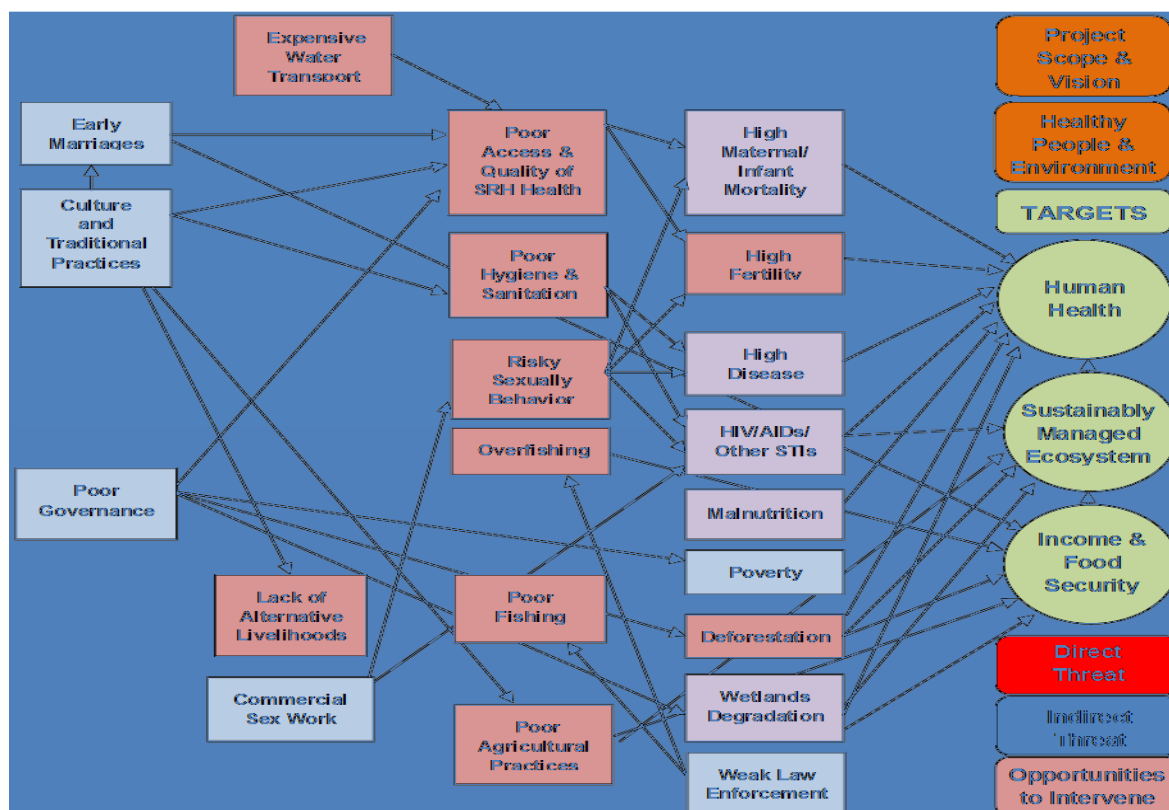 Expensive
Water
Transport
Early
Marriages
Culture
and
Traditional
Practices
Poor
Governance
Lack of
Alternative
Livelihoods
Commercial
Sex Work
Poor
Access &
Quality of
SRH Health
Poor
Hygiene &
Sanitation
Risky
Sexually
Behavior
Overfishing
Poor
Fishing
Poor
Agricultural
Practices
High
Maternal/
Infant
Mortality
High
Fertility
High
Disease
HIV/AIDs/
Other STIs
Malnutrition
Poverty
Deforestation
Wetlands
Degradation
Weak Law
Enforcement
Project
Scope &
Vision
Healthy
People &
Environment
TARGETS
Human
Health
Sustainably
Managed
Ecosystem
Income &
Food
Security
Direct
Threat
Indirect
Threat
Opportunities
to Intervene